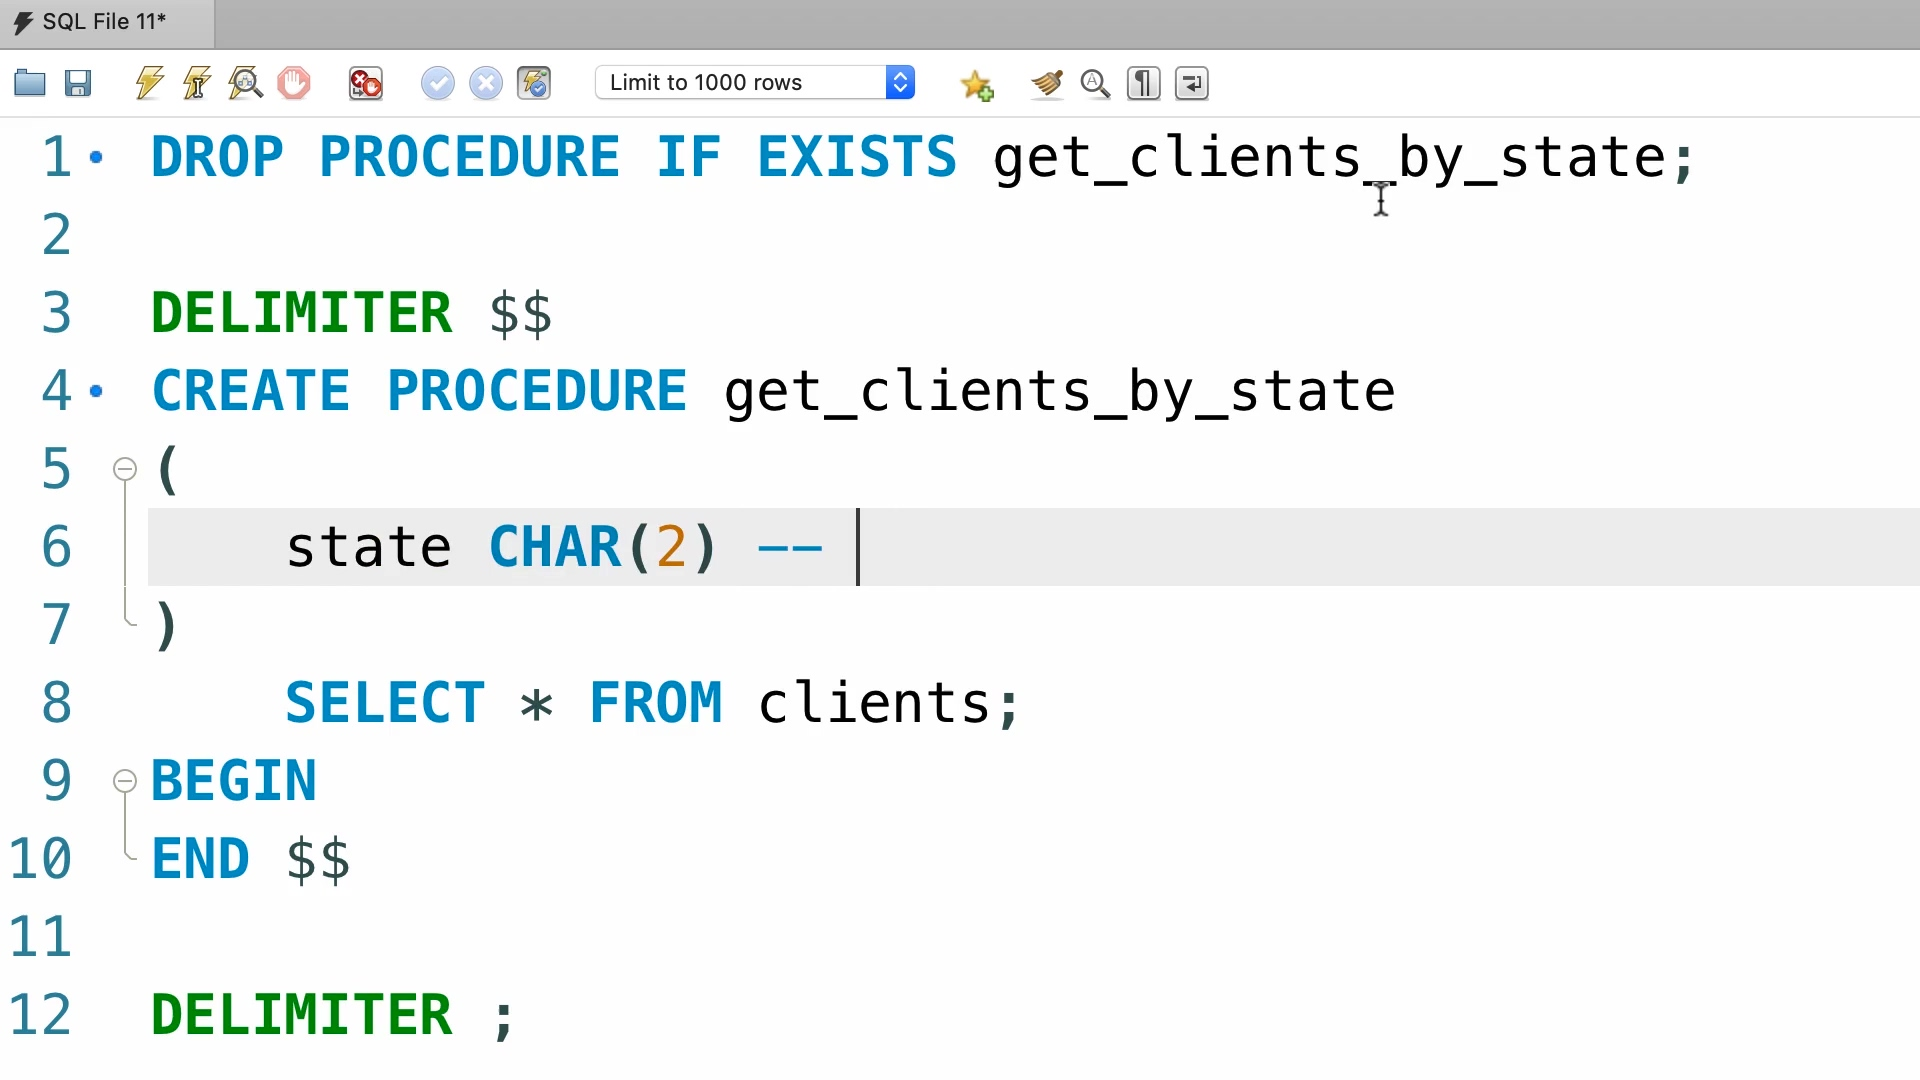 SQL File 11*
Limit to 1000 rows
1 DROP PROCEDURE IF EXISTS get_clients_by_state;
2
3 DELIMITER $$
4 CREATE PROCEDURE get_clients_by_state
5 (
6 state CHAR(2) --
7 )
8 SELECT * FROM clients;
9 BEGIN
10 END $$
11
12 DELIMITER ;